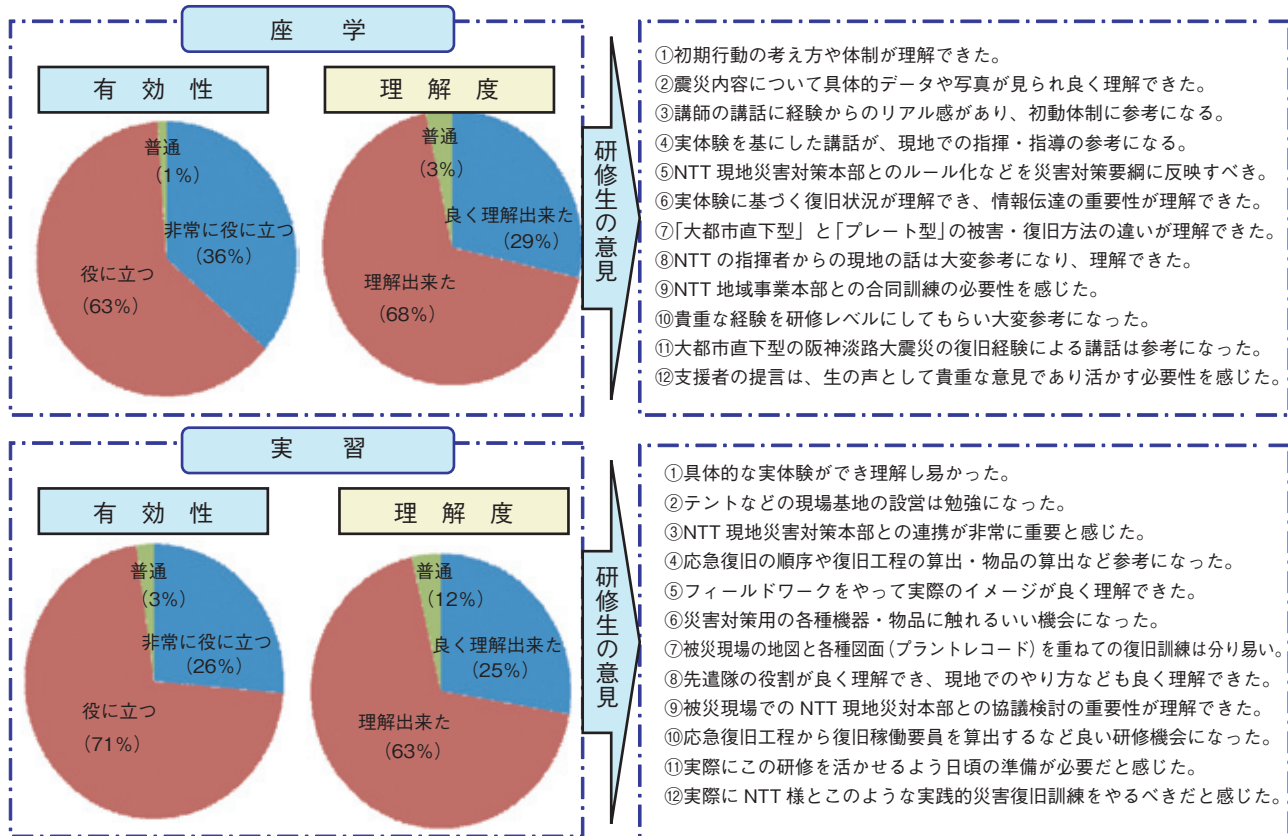 座学
有効性
理解度
普通
(1%)
非常に役に立つ
(36%)
役に立つ
(63%)
普通
(3%)
良く理解出来た
(29%)
理解出来た
(68%)
研修生の意見
①初期行動の考え方や体制が理解できた。
②震災内容について具体的データや写真が見られ良く理解できた。
③講師の講話に経験からのリアル感があり、初動体制に参考になる。
④実体験を基にした講話が、現地での指揮・指導の参考になる。
⑤NTT 現地災害対策本部とのルール化などを災害対策要綱に反映すべき。
⑥実体験に基づく復旧状況が理解でき、情報伝達の重要性が理解できた。
⑦「大都市直下型」と「プレート型」の被害・復旧方法の違いが理解できた。
⑧NTT の指揮者からの現地の話は大変参考になり、理解できた。
⑨NTT 地域事業本部との合同訓練の必要性を感じた。
⑩貴重な経験を研修レベルにしてもらい大変参考になった。
⑪大都市直下型の阪神淡路大震災の復旧経験による講話は参考になった。
⑫支援者の提言は、生の声として貴重な意見であり活かす必要性を感じた。
実習
有効性
理解度
普通
(3%)
非常に役に立つ
(26%)
役に立つ
(71%)
普通
(12%)
良く理解出来た
(25%)
理解出来た
(63%)
研修生の意見
①具体的な実体験ができ理解し易かった。
②テントなどの現場基地の設営は勉強になった。
③NTT 現地災害対策本部との連携が非常に重要と感じた。
④応急復旧の順序や復旧工程の算出・物品の算出など参考になった。
⑤フィールドワークをやって実際のイメージが良く理解できた。
⑥災害対策用の各種機器・物品に触れるいい機会になった。
⑦被災現場の地図と各種図面(プラントレコード)を重ねての復旧訓練は分り易い。
⑧先遣隊の役割が良く理解でき、現地でのやり方なども良く理解できた。
⑨被災現場での NTT 現地災対本部との協議検討の重要性が理解できた。
⑩応急復旧工程から復旧稼働要員を算出するなど良い研修機会になった。
⑪実際にこの研修を活かせるよう日頃の準備が必要だと感じた。
⑫実際に NTT 様とこのような実践的災害復旧訓練をやるべきだと感じた。